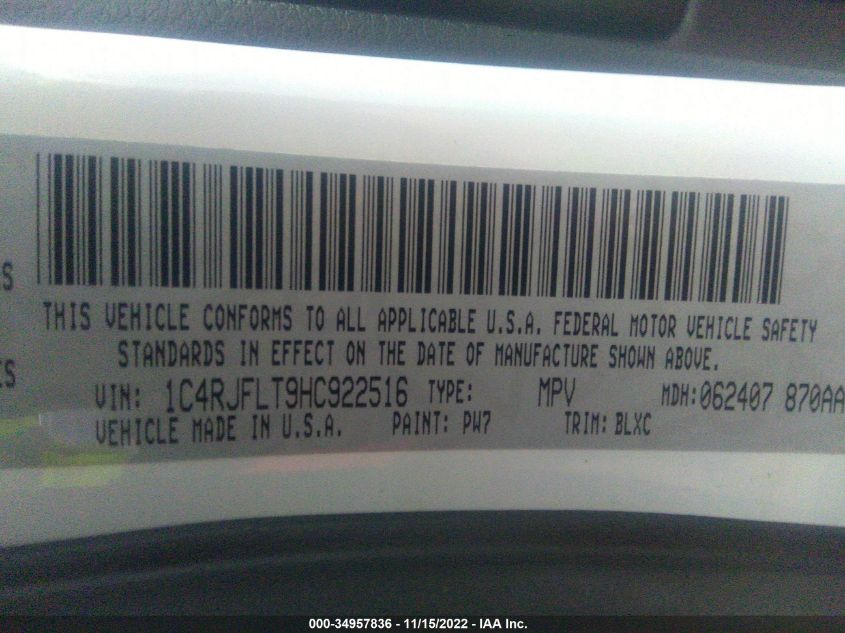 S
THIS VEHICLE CONFORMS TO ALL APPLICABLE U.S.A. FEDERAL MOTOR VEHICLE SAFETY
STANDARDS IN EFFECT ON THE DATE OF MANUFACTURE SHOWN ABOVE.
ES
VIN: 1C4RJFLT9HC922516 TYPE: MPV MDH:062407 870AA
VEHICLE MADE IN U.S.A. PAINT: PW7 TRIM: BLXC
000-34957836 - 11/15/2022 - IAA Inc.